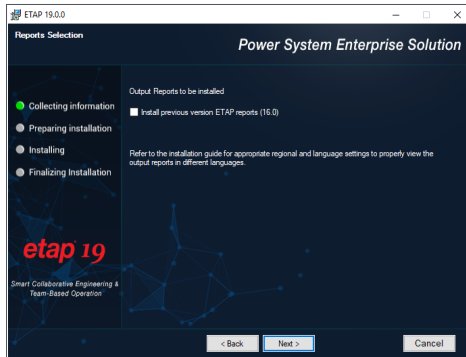 ETAP 19.0.0
Reports Selection
Power System Enterprise Solution
Output Reports to be installed
Install previous version ETAP reports (16.0)
Collecting information
Preparing installation
Installing
Finalizing Installation
Refer to the installation guide for appropriate regional and language settings to properly view the
output reports in different languages.
etap 19
Smart Collaborative Engineering &
Team-Based Operation
< Back
Next >
Cancel